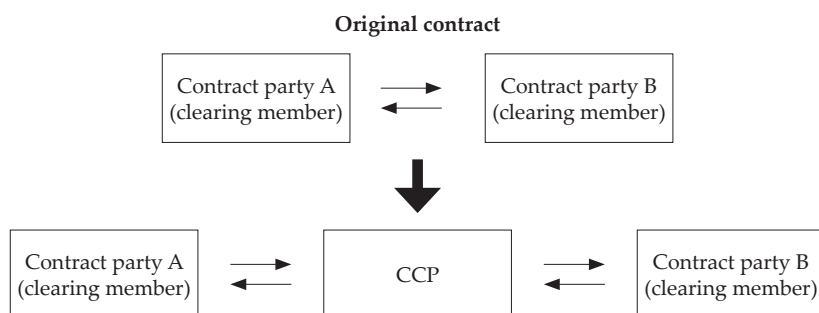 Original contract
Contract party A
(clearing member)
Contract party B
(clearing member)
Contract party A
(clearing member)
CCP
Contract party B
(clearing member)